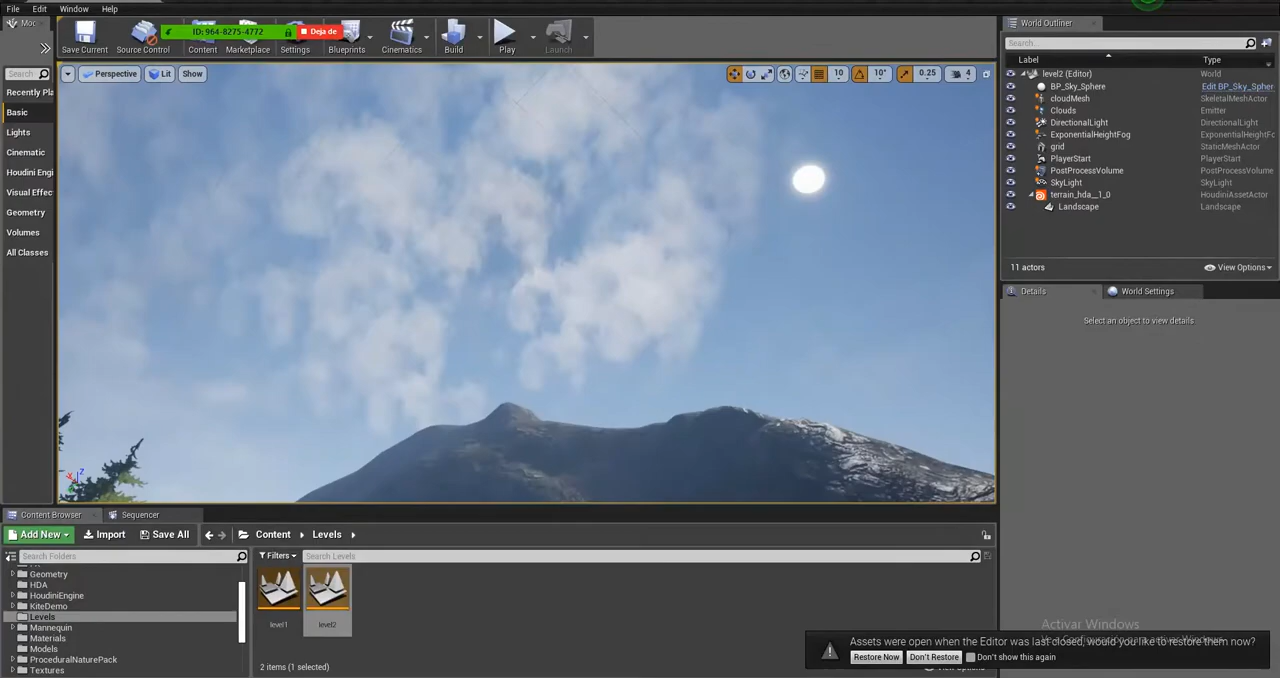 File Edit Window Help
Mod
ID: 964-8275-4772
Deja de
Save Current
Source Control
Content
Marketplace
Settings
Blueprints
Cinematics
Build
Play
Launch
Search
Recently Pla
Basic
Lights
Cinematic
Houdini Engi
Visual Effec
Geometry
Volumes
All Classes
Perspective
Lit
Show
10
10°
0.25
4
Z
World Outliner
Search...
Label Type
level2 (Editor) World
BP_Sky_Sphere Edit BP_Sky_Spher
cloudMesh SkeletalMeshActor
Clouds Emitter
DirectionalLight DirectionalLight
ExponentialHeightFog ExponentialHeightFo
grid StaticMeshActor
PlayerStart PlayerStart
PostProcessVolume PostProcessVolume
SkyLight SkyLight
terrain_hda__1_0 HoudiniAssetActor
Landscape Landscape
11 actors
View Options
Details
World Settings
Select an object to view details
Content Browser
Sequencer
Add New
Import
Save All
Content
Levels
Search Folders
Filters
Search Levels
Geometry
HDA
HoudiniEngine
KiteDemo
Levels
Mannequin
Materials
Models
ProceduralNaturePack
Textures
level1
level2
2 items (1 selected)
Activar Windows
Assets were open when the Editor was last closed, would you like to restore them now?
Restore Now
Don't Restore
Don't show this again